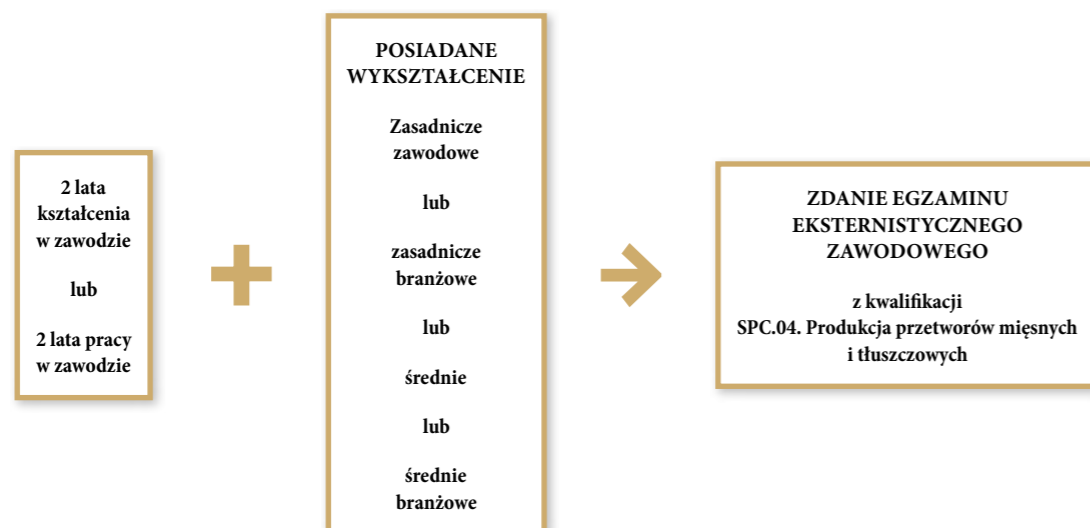 2 lata
kształcenia
w zawodzie
lub
2 lata pracy
w zawodzie
POSIADANE
WYKSZTAŁCENIE
Zasadnicze
zawodowe
lub
zasadnicze
branżowe
lub
średnie
lub
średnie
branżowe
ZDANIE EGZAMINU
EKSTERNISTYCZNEGO
ZAWODOWEGO
z kwalifikacji
SPC.04. Produkcja przetworów mięsnych
i tłuszczowych